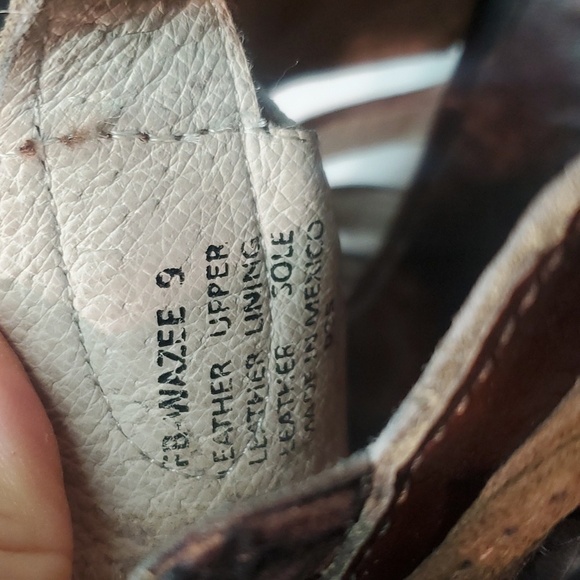 FB-WAZEE 9
LEATHER UPPER
LEATHER LINING
LEATHER SOLE
MADE IN MEXICO